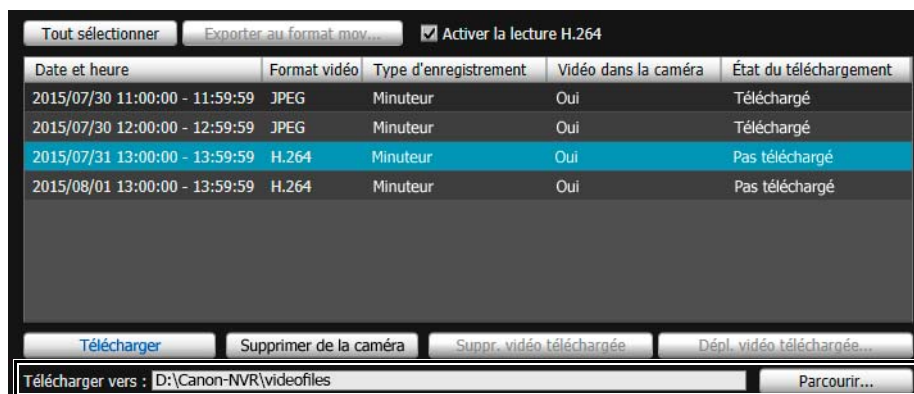 Tout sélectionner Exporter au format mov... Activer la lecture H.264
Date et heure Format vidéo Type d'enregistrement Vidéo dans la caméra État du téléchargement
2015/07/30 11:00:00 - 11:59:59 JPEG Minuteur Oui Téléchargé
2015/07/30 12:00:00 - 12:59:59 JPEG Minuteur Oui Téléchargé
2015/07/31 13:00:00 - 13:59:59 H.264 Minuteur Oui Pas téléchargé
2015/08/01 13:00:00 - 13:59:59 H.264 Minuteur Oui Pas téléchargé
Télécharger Supprimer de la caméra Suppr. vidéo téléchargée Dépl. vidéo téléchargée...
Télécharger vers : D:\Canon-NVR\videofiles Parcourir...